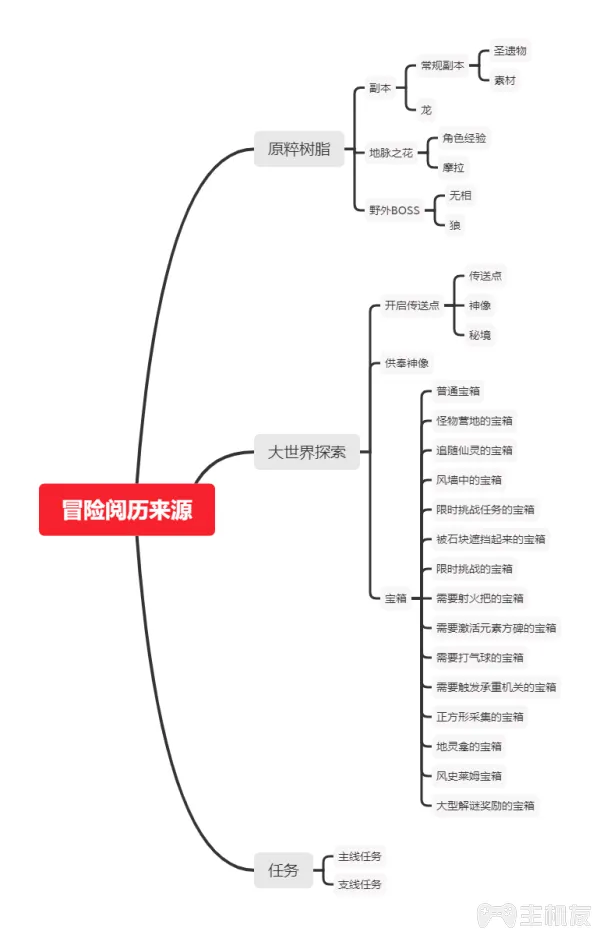 冒险阅历来源
原粹树脂
副本
常规副本
圣遗物
素材
龙
地脉之花
角色经验
摩拉
野外BOSS
无相
狼
大世界探索
开启传送点
传送点
神像
秘境
供奉神像
宝箱
普通宝箱
怪物营地的宝箱
追随仙灵的宝箱
风墙中的宝箱
限时挑战任务的宝箱
被石块遮挡起来的宝箱
限时挑战的宝箱
需要射火把的宝箱
需要激活元素方碑的宝箱
需要打气球的宝箱
需要触发承重机关的宝箱
正方形采集的宝箱
地灵龛的宝箱
风史莱姆宝箱
大型解谜奖励的宝箱
任务
主线任务
支线任务
主机友